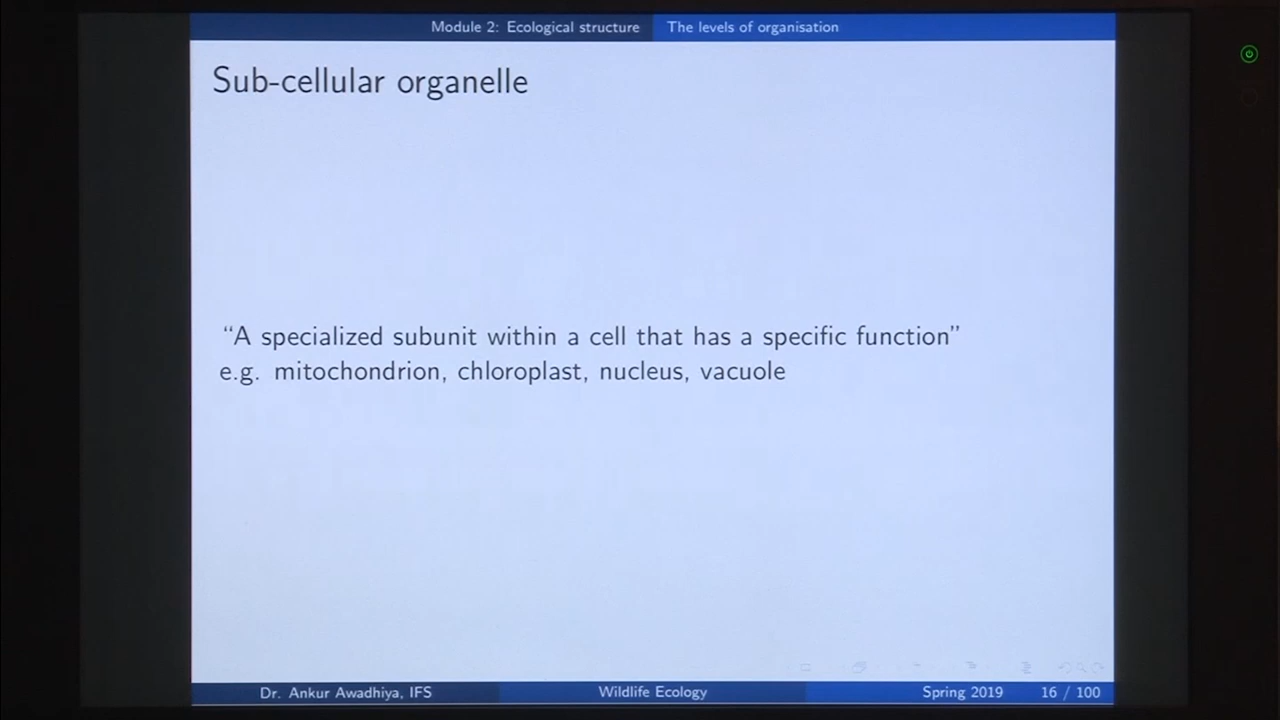 Module 2: Ecological structure The levels of organisation
Sub-cellular organelle
“A specialized subunit within a cell that has a specific function”
e.g. mitochondrion, chloroplast, nucleus, vacuole
Dr. Ankur Awadhiya, IFS Wildlife Ecology Spring 2019 16 / 100